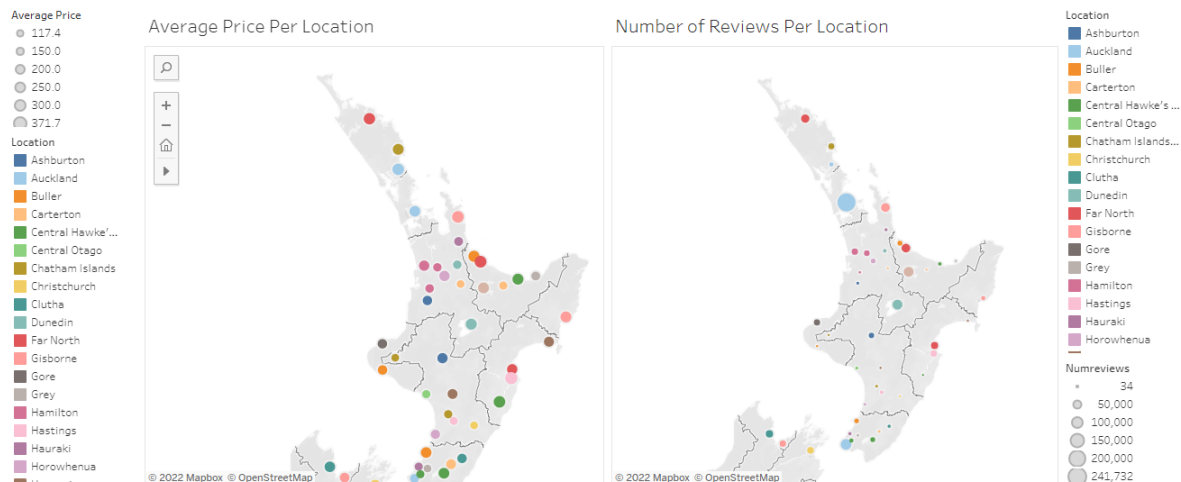 Average Price
117.4
150.0
200.0
250.0
300.0
371.7
Location
Ashburton
Auckland
Buller
Carterton
Central Hawke'...
Central Otago
Chatham Islands
Christchurch
Clutha
Dunedin
Far North
Gisborne
Gore
Grey
Hamilton
Hastings
Hauraki
Horowhenua
Average Price Per Location
© 2022 Mapbox © OpenStreetMap
Number of Reviews Per Location
© 2022 Mapbox © OpenStreetMap
Location
Ashburton
Auckland
Buller
Carterton
Central Hawke's ...
Central Otago
Chatham Islands...
Christchurch
Clutha
Dunedin
Far North
Gisborne
Gore
Grey
Hamilton
Hastings
Hauraki
Horowhenua
Numreviews
34
50,000
100,000
150,000
200,000
241,732